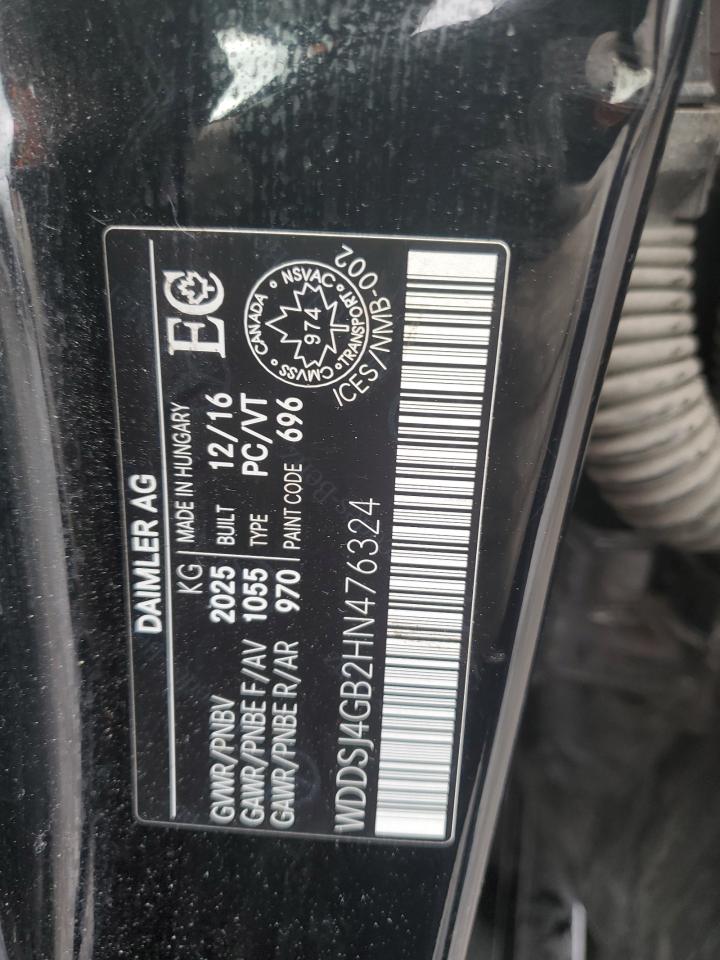 DAIMLER AG
KG MADE IN HUNGARY
GVWR/PNBV 2025 BUILT 12/16
GAWR/PNBE F/AV 1055 TYPE PC/VT
GAWR/PNBE R/AR 970 PAINT CODE 696
EC
CANADA • NSVAC • TRANSPORT • CMVSS •
974
ICES/NMB-002
WDDSJ4GB2HN476324